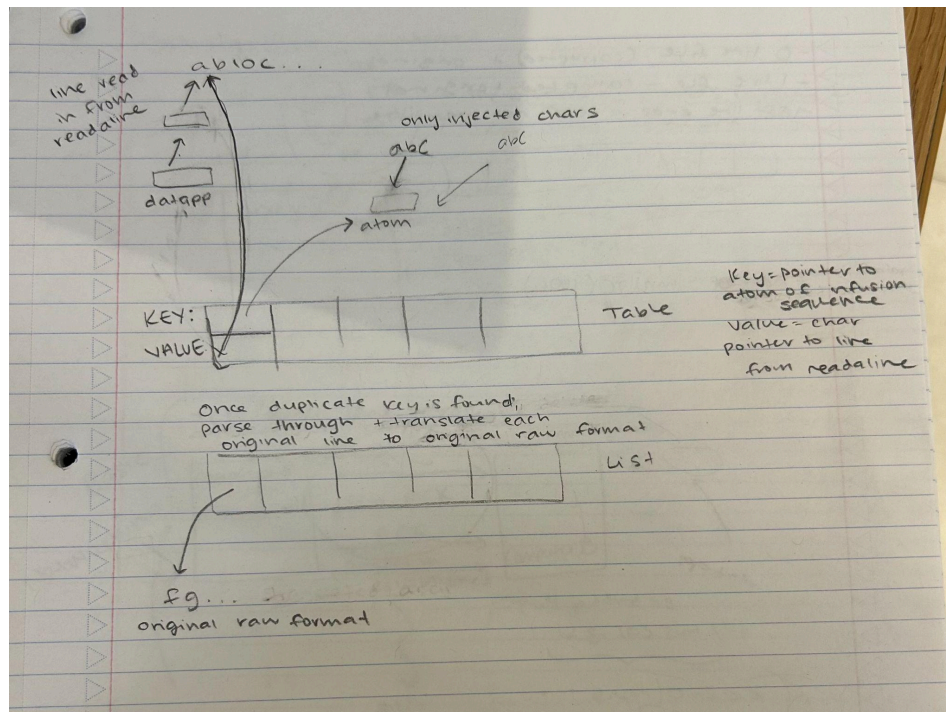 abloc...
line read
in from
readaline
datapp
only injected chars
abC
abC
atom
KEY:
VALUE
Table
Key=pointer to
atom of infusion
sequence
value=char
pointer to line
from readaline
Once duplicate key is found,
parse through + translate each
original line to original raw format
List
fg...
original raw format